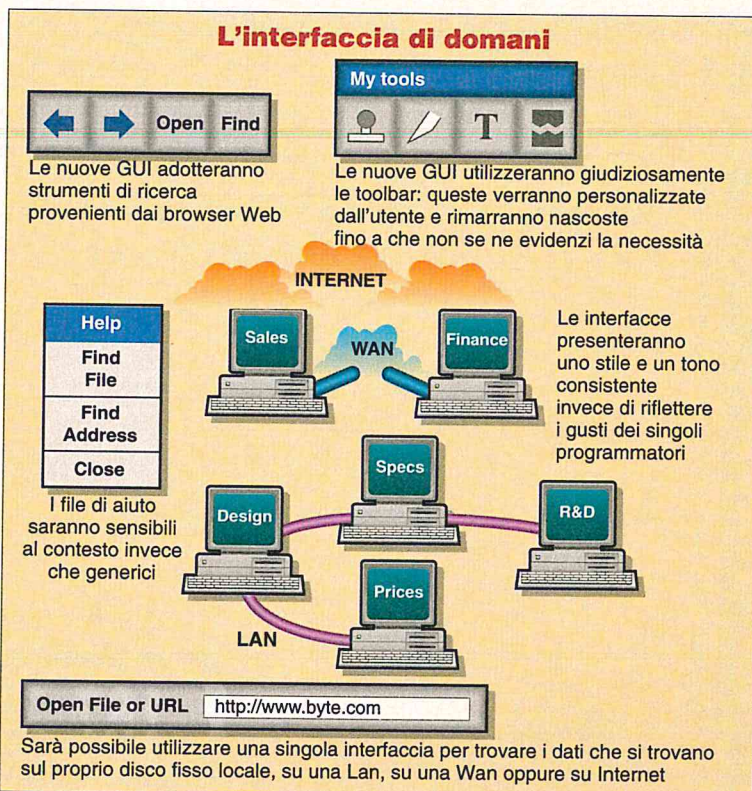 L'interfaccia di domani
Open Find
Le nuove GUI adotteranno
strumenti di ricerca
provenienti dai browser Web
My tools
T
Le nuove GUI utilizzeranno giudiziosamente
le toolbar: queste verranno personalizzate
dall'utente e rimarranno nascoste
fino a che non se ne evidenzi la necessità
INTERNET
Sales
WAN
Finance
Help
Find
File
Find
Address
Close
I file di aiuto
saranno sensibili
al contesto invece
che generici
Le interfacce
presenteranno
uno stile e un tono
consistente
invece di riflettere
i gusti dei singoli
programmatori
Specs
Design
R&D
Prices
LAN
Open File or URL http://www.byte.com
Sarà possibile utilizzare una singola interfaccia per trovare i dati che si trovano
sul proprio disco fisso locale, su una Lan, su una Wan oppure su Internet